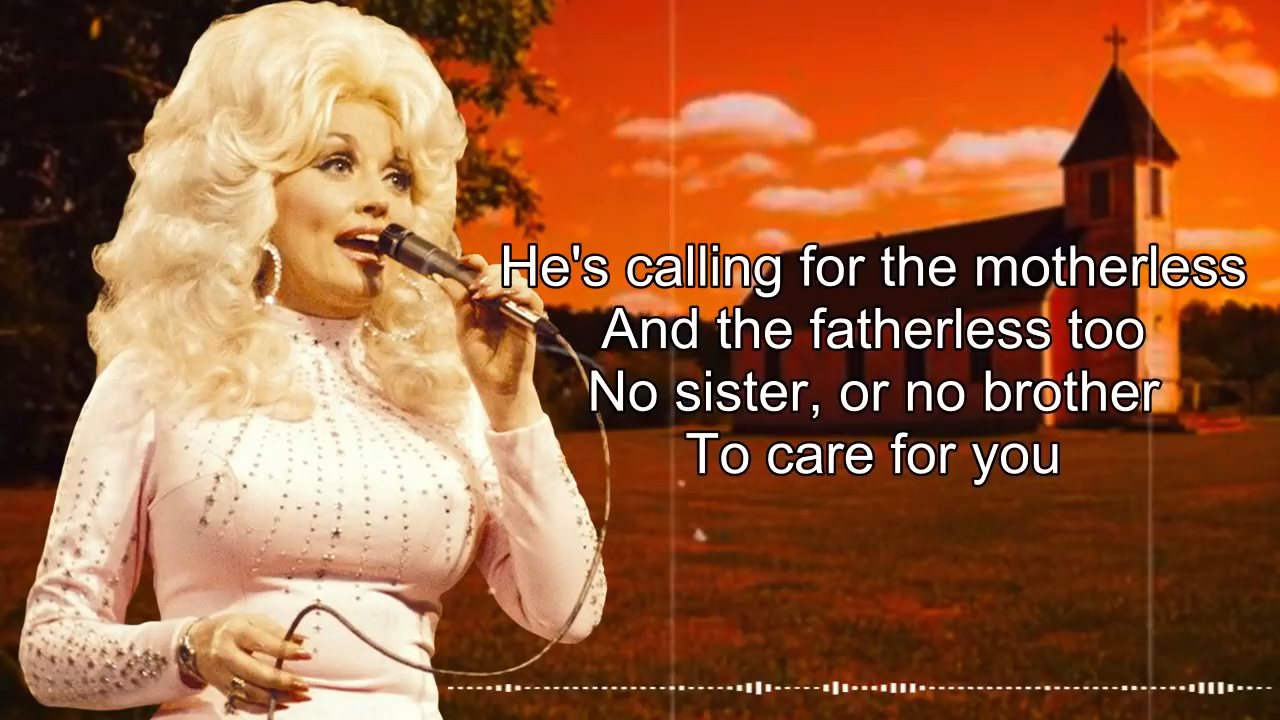 He's calling for the motherless
And the fatherless too
No sister, or no brother
To care for you